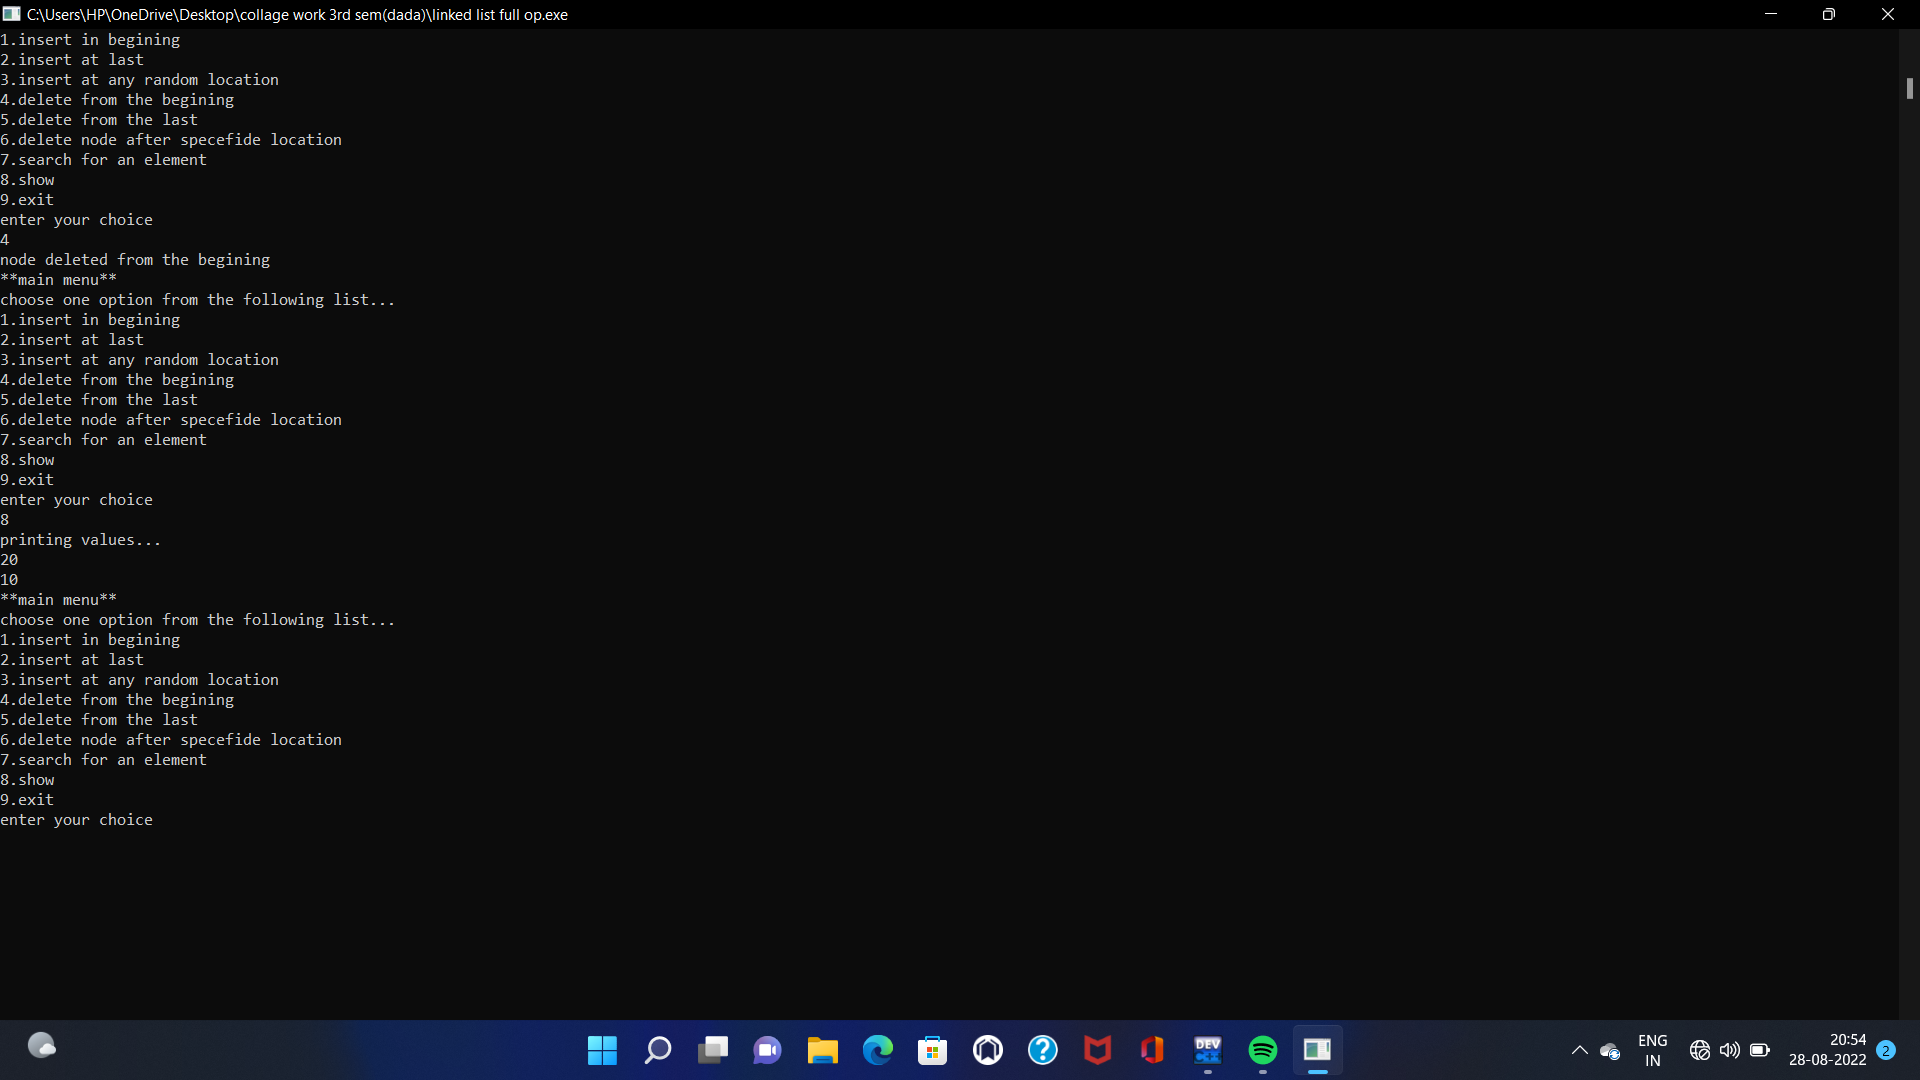 C:\Users\HP\OneDrive\Desktop\collage work 3rd sem(dada)\linked list full op.exe
1.insert in begining
2.insert at last
3.insert at any random location
4.delete from the begining
5.delete from the last
6.delete node after specefide location
7.search for an element
8.show
9.exit
enter your choice
4
node deleted from the begining
**main menu**
choose one option from the following list...
1.insert in begining
2.insert at last
3.insert at any random location
4.delete from the begining
5.delete from the last
6.delete node after specefide location
7.search for an element
8.show
9.exit
enter your choice
8
printing values...
20
10
**main menu**
choose one option from the following list...
1.insert in begining
2.insert at last
3.insert at any random location
4.delete from the begining
5.delete from the last
6.delete node after specefide location
7.search for an element
8.show
9.exit
enter your choice
DEV
C++
ENG
IN
20:54
28-08-2022
2